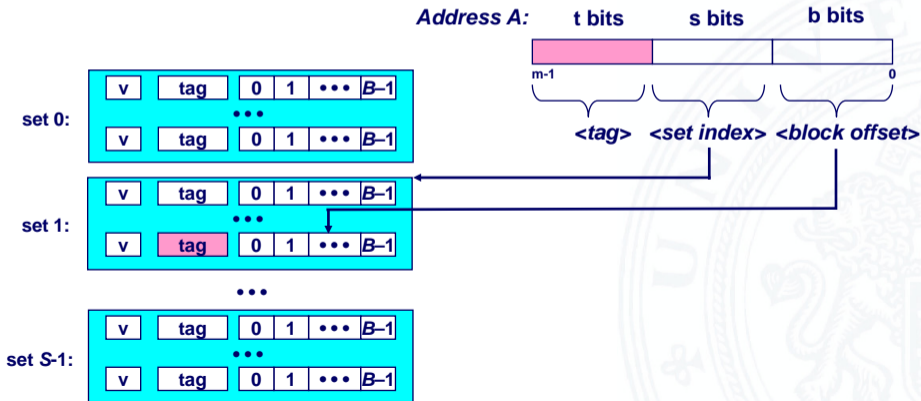 Address A: t bits s bits b bits
m-1 0
<tag> <set index> <block offset>
set 0:
v tag 0 1 ••• B–1
•••
v tag 0 1 ••• B–1
set 1:
v tag 0 1 ••• B–1
•••
v tag 0 1 ••• B–1
•••
set S-1:
v tag 0 1 ••• B–1
•••
v tag 0 1 ••• B–1